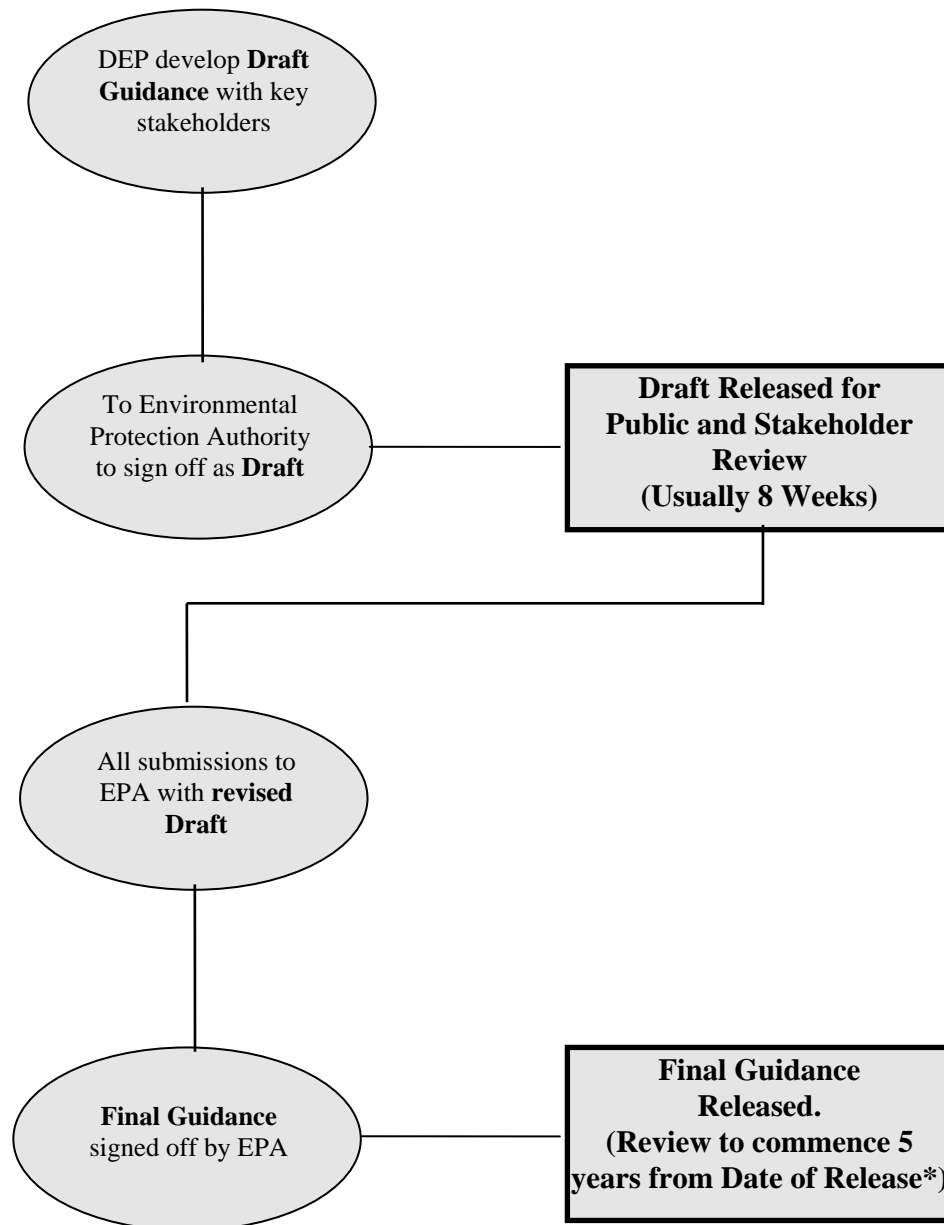 DEP develop Draft
Guidance with key
stakeholders
To Environmental
Protection Authority
to sign off as Draft
Draft Released for
Public and Stakeholder
Review
(Usually 8 Weeks)
All submissions to
EPA with revised
Draft
Final Guidance
signed off by EPA
Final Guidance
Released.
(Review to commence 5
years from Date of Release*)